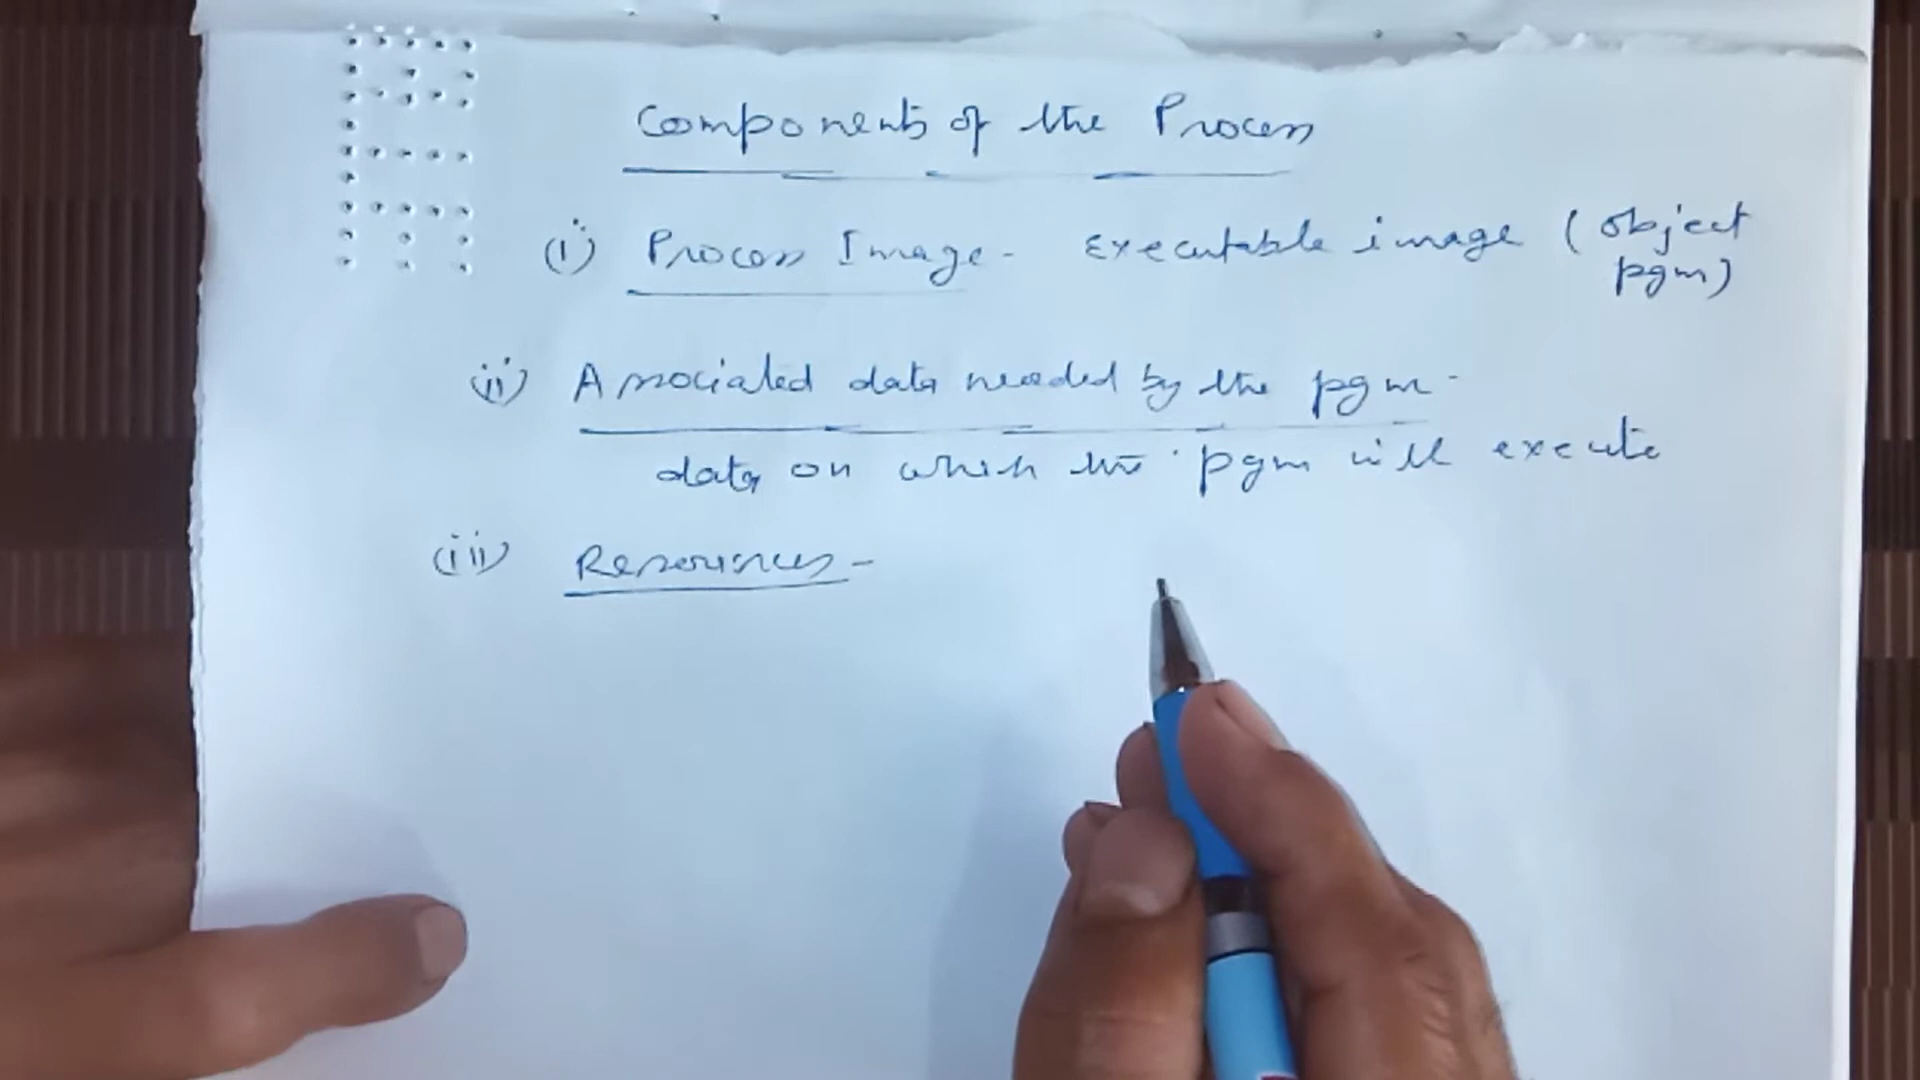 Components of the Process
(i) Process Image - Executable image (object
pgm)
(ii) Associated data needed by the pgm -
data on which the pgm will execute
(iii) Resources -